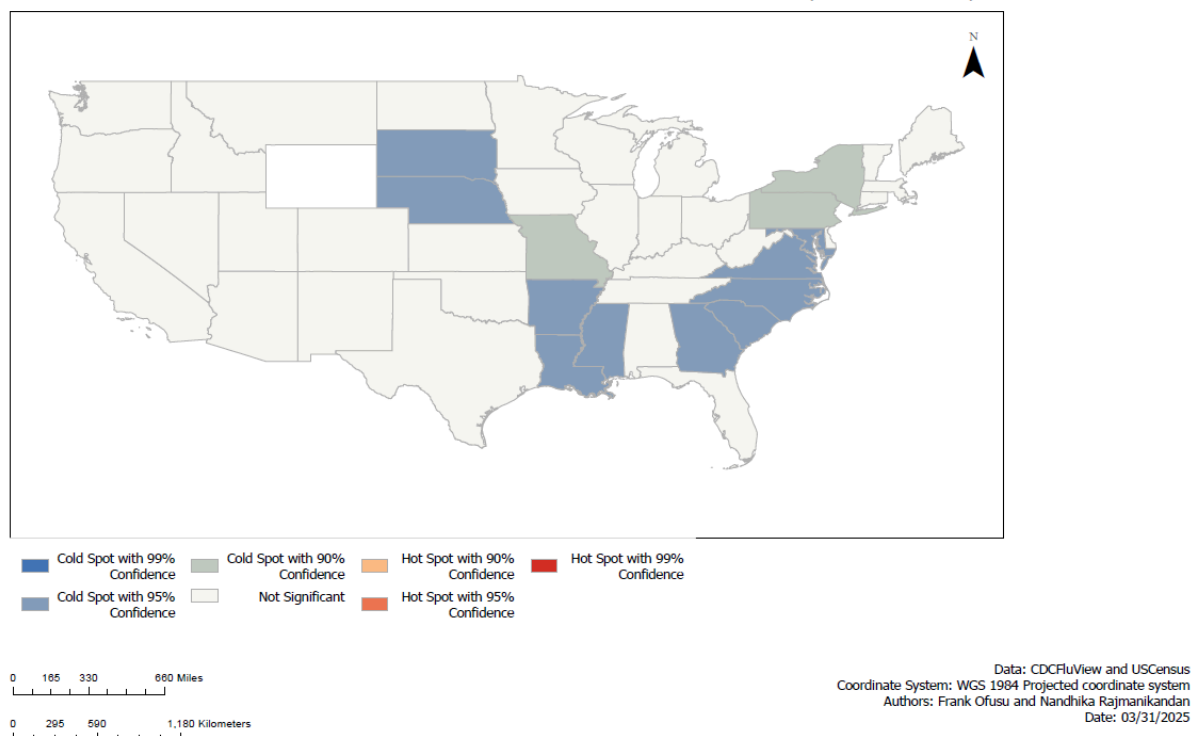 N
Cold Spot with 99%
Confidence
Cold Spot with 90%
Confidence
Hot Spot with 90%
Confidence
Hot Spot with 99%
Confidence
Cold Spot with 95%
Confidence
Not Significant
Hot Spot with 95%
Confidence
0 165 330 660 Miles
0 295 590 1,180 Kilometers
Data: CDCFluView and USCensus
Coordinate System: WGS 1984 Projected coordinate system
Authors: Frank Ofusu and Nandhika Rajmanikandan
Date: 03/31/2025